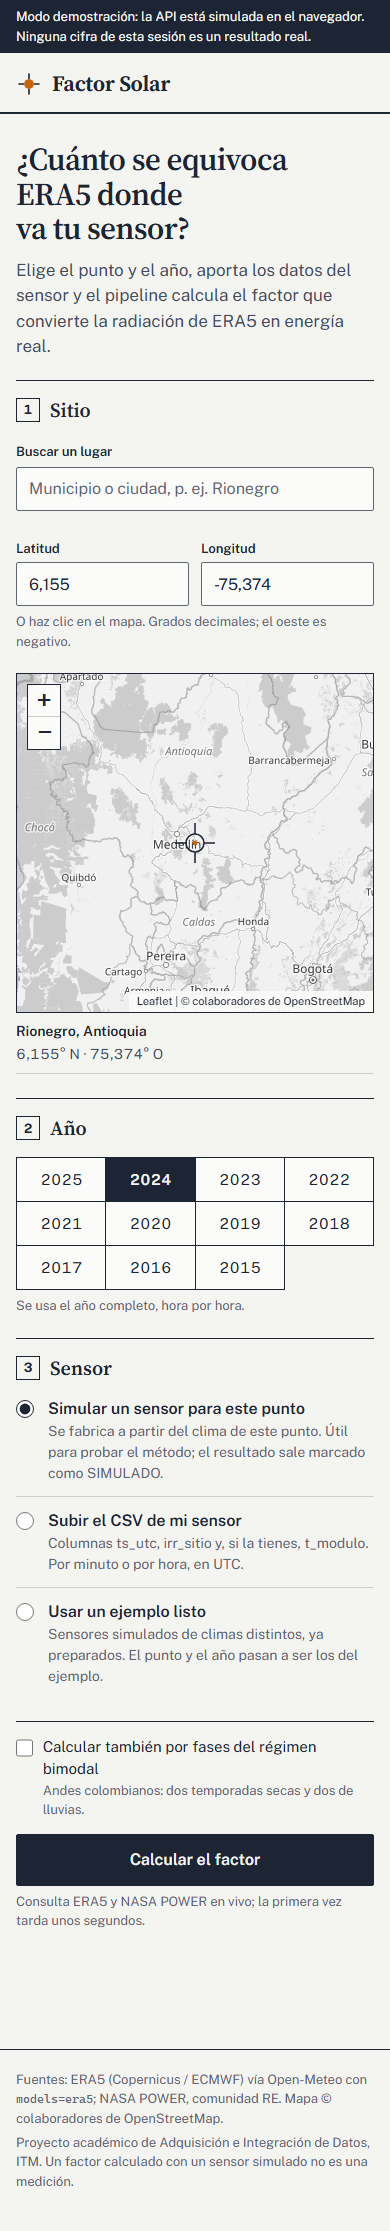 Modo demostración: la API está simulada en el navegador.
Ninguna cifra de esta sesión es un resultado real.
Factor Solar
¿Cuánto se equivoca
ERA5 donde
va tu sensor?
Elige el punto y el año, aporta los datos del
sensor y el pipeline calcula el factor que
convierte la radiación de ERA5 en energía
real.
1 Sitio
Buscar un lugar
Municipio o ciudad, p. ej. Rionegro
Latitud Longitud
6,155 -75,374
O haz clic en el mapa. Grados decimales; el oeste es
negativo.
Apartadó
+
−
Antioquia
Barrancabermeja
Bu
Sa
Chocó
Medellín
Quibdó
Tu
Caldas
Honda
Pereira
Cartago
Bogotá
Armenia
Ibagué
Leaflet | © colaboradores de OpenStreetMap
Rionegro, Antioquia
6,155° N · 75,374° O
2 Año
2025 2024 2023 2022
2021 2020 2019 2018
2017 2016 2015
Se usa el año completo, hora por hora.
3 Sensor
Simular un sensor para este punto
Se fabrica a partir del clima de este punto. Útil
para probar el método; el resultado sale marcado
como SIMULADO.
Subir el CSV de mi sensor
Columnas ts_utc, irr_sitio y, si la tienes, t_modulo.
Por minuto o por hora, en UTC.
Usar un ejemplo listo
Sensores simulados de climas distintos, ya
preparados. El punto y el año pasan a ser los del
ejemplo.
Calcular también por fases del régimen
bimodal
Andes colombianos: dos temporadas secas y dos de
lluvias.
Calcular el factor
Consulta ERA5 y NASA POWER en vivo; la primera vez
tarda unos segundos.
Fuentes: ERA5 (Copernicus / ECMWF) vía Open-Meteo con
models=era5; NASA POWER, comunidad RE. Mapa ©
colaboradores de OpenStreetMap.
Proyecto académico de Adquisición e Integración de Datos,
ITM. Un factor calculado con un sensor simulado no es una
medición.